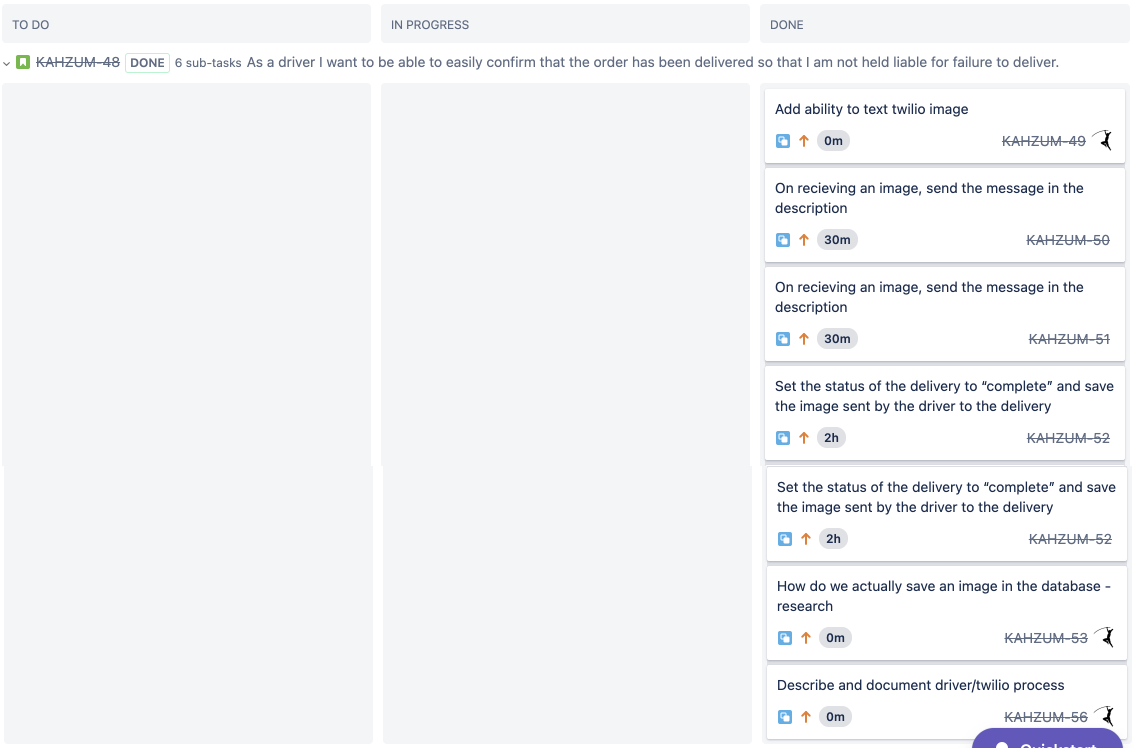 TO DO
IN PROGRESS
DONE
KAHZUM-48 DONE 6 sub-tasks As a driver I want to be able to easily confirm that the order has been delivered so that I am not held liable for failure to deliver.
Add ability to text twilio image
0m KAHZUM-49
On recieving an image, send the message in the
description
30m KAHZUM-50
On recieving an image, send the message in the
description
30m KAHZUM-51
Set the status of the delivery to “complete” and save
the image sent by the driver to the delivery
2h KAHZUM-52
Set the status of the delivery to “complete” and save
the image sent by the driver to the delivery
2h KAHZUM-52
How do we actually save an image in the database -
research
0m KAHZUM-53
Describe and document driver/twilio process
0m KAHZUM-56
Quickstart